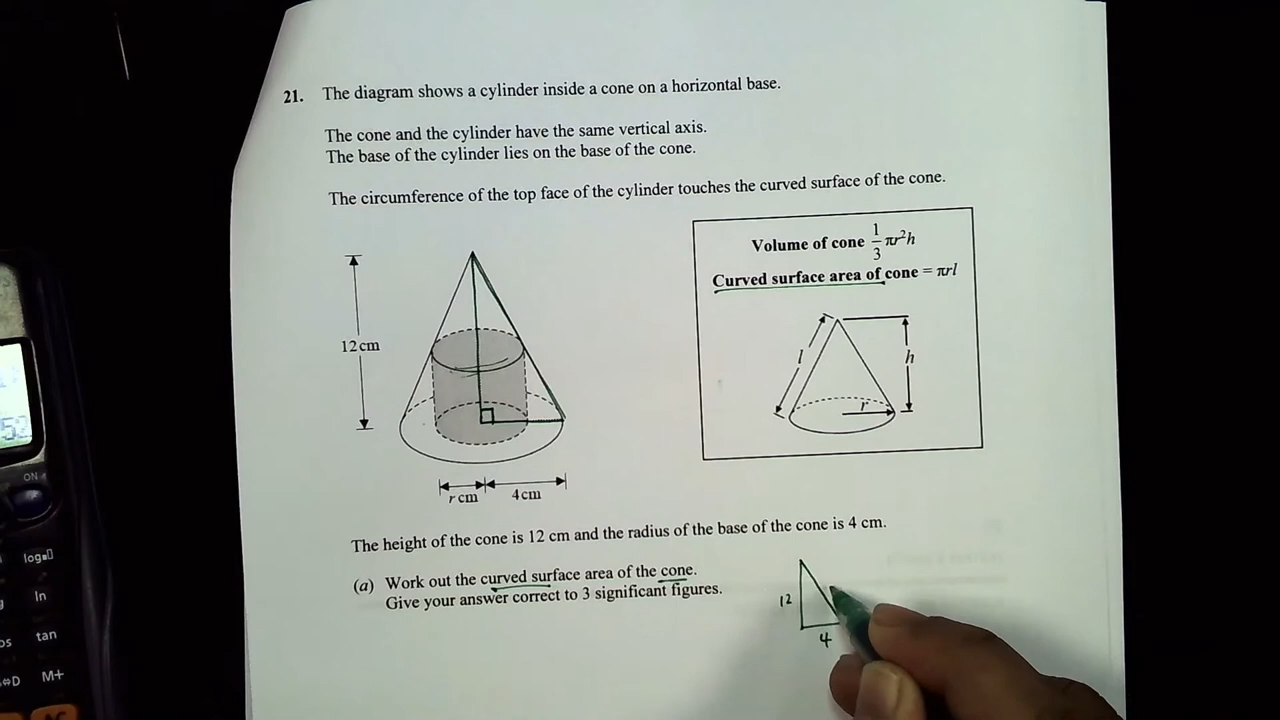 21. The diagram shows a cylinder inside a cone on a horizontal base.
The cone and the cylinder have the same vertical axis.
The base of the cylinder lies on the base of the cone.
The circumference of the top face of the cylinder touches the curved surface of the cone.
12 cm
r cm
4 cm
Volume of cone 1/3 πr²h
Curved surface area of cone = πrl
l
h
r
The height of the cone is 12 cm and the radius of the base of the cone is 4 cm.
(a) Work out the curved surface area of the cone.
Give your answer correct to 3 significant figures.
12
4
ON
log
ln
tan
M+
AC